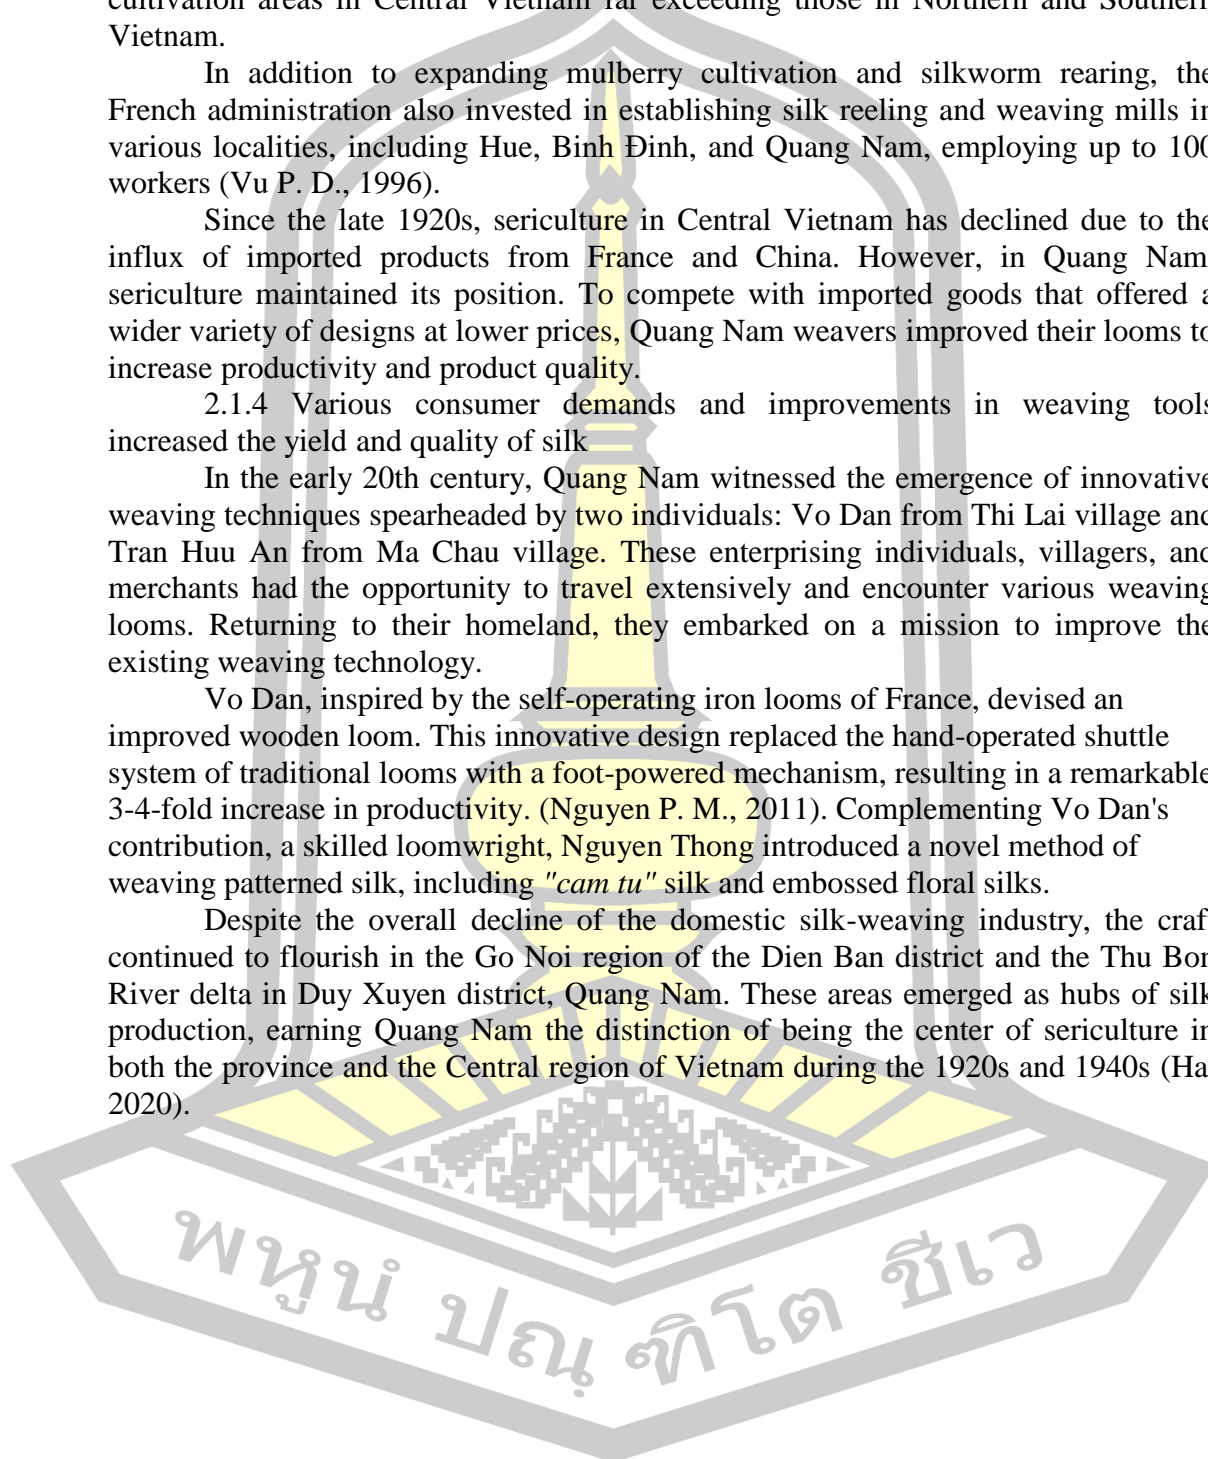 cultivation areas in Central Vietnam far exceeding those in Northern and Southern
Vietnam.
In addition to expanding mulberry cultivation and silkworm rearing, the
French administration also invested in establishing silk reeling and weaving mills in
various localities, including Hue, Binh Đinh, and Quang Nam, employing up to 100
workers (Vu P. D., 1996).
Since the late 1920s, sericulture in Central Vietnam has declined due to the
influx of imported products from France and China. However, in Quang Nam
sericulture maintained its position. To compete with imported goods that offered a
wider variety of designs at lower prices, Quang Nam weavers improved their looms to
increase productivity and product quality.
2.1.4 Various consumer demands and improvements in weaving tools
increased the yield and quality of silk
In the early 20th century, Quang Nam witnessed the emergence of innovative
weaving techniques spearheaded by two individuals: Vo Dan from Thi Lai village and
Tran Huu An from Ma Chau village. These enterprising individuals, villagers, and
merchants had the opportunity to travel extensively and encounter various weaving
looms. Returning to their homeland, they embarked on a mission to improve the
existing weaving technology.
Vo Dan, inspired by the self-operating iron looms of France, devised an
improved wooden loom. This innovative design replaced the hand-operated shuttle
system of traditional looms with a foot-powered mechanism, resulting in a remarkable
3-4-fold increase in productivity. (Nguyen P. M., 2011). Complementing Vo Dan's
contribution, a skilled loomwright, Nguyen Thong introduced a novel method of
weaving patterned silk, including "cam tu" silk and embossed floral silks.
Despite the overall decline of the domestic silk-weaving industry, the craft
continued to flourish in the Go Noi region of the Dien Ban district and the Thu Bon
River delta in Duy Xuyen district, Quang Nam. These areas emerged as hubs of silk
production, earning Quang Nam the distinction of being the center of sericulture in
both the province and the Central region of Vietnam during the 1920s and 1940s (Ha,
2020).
พหูนํ ปณฺฑิโต ชีเว